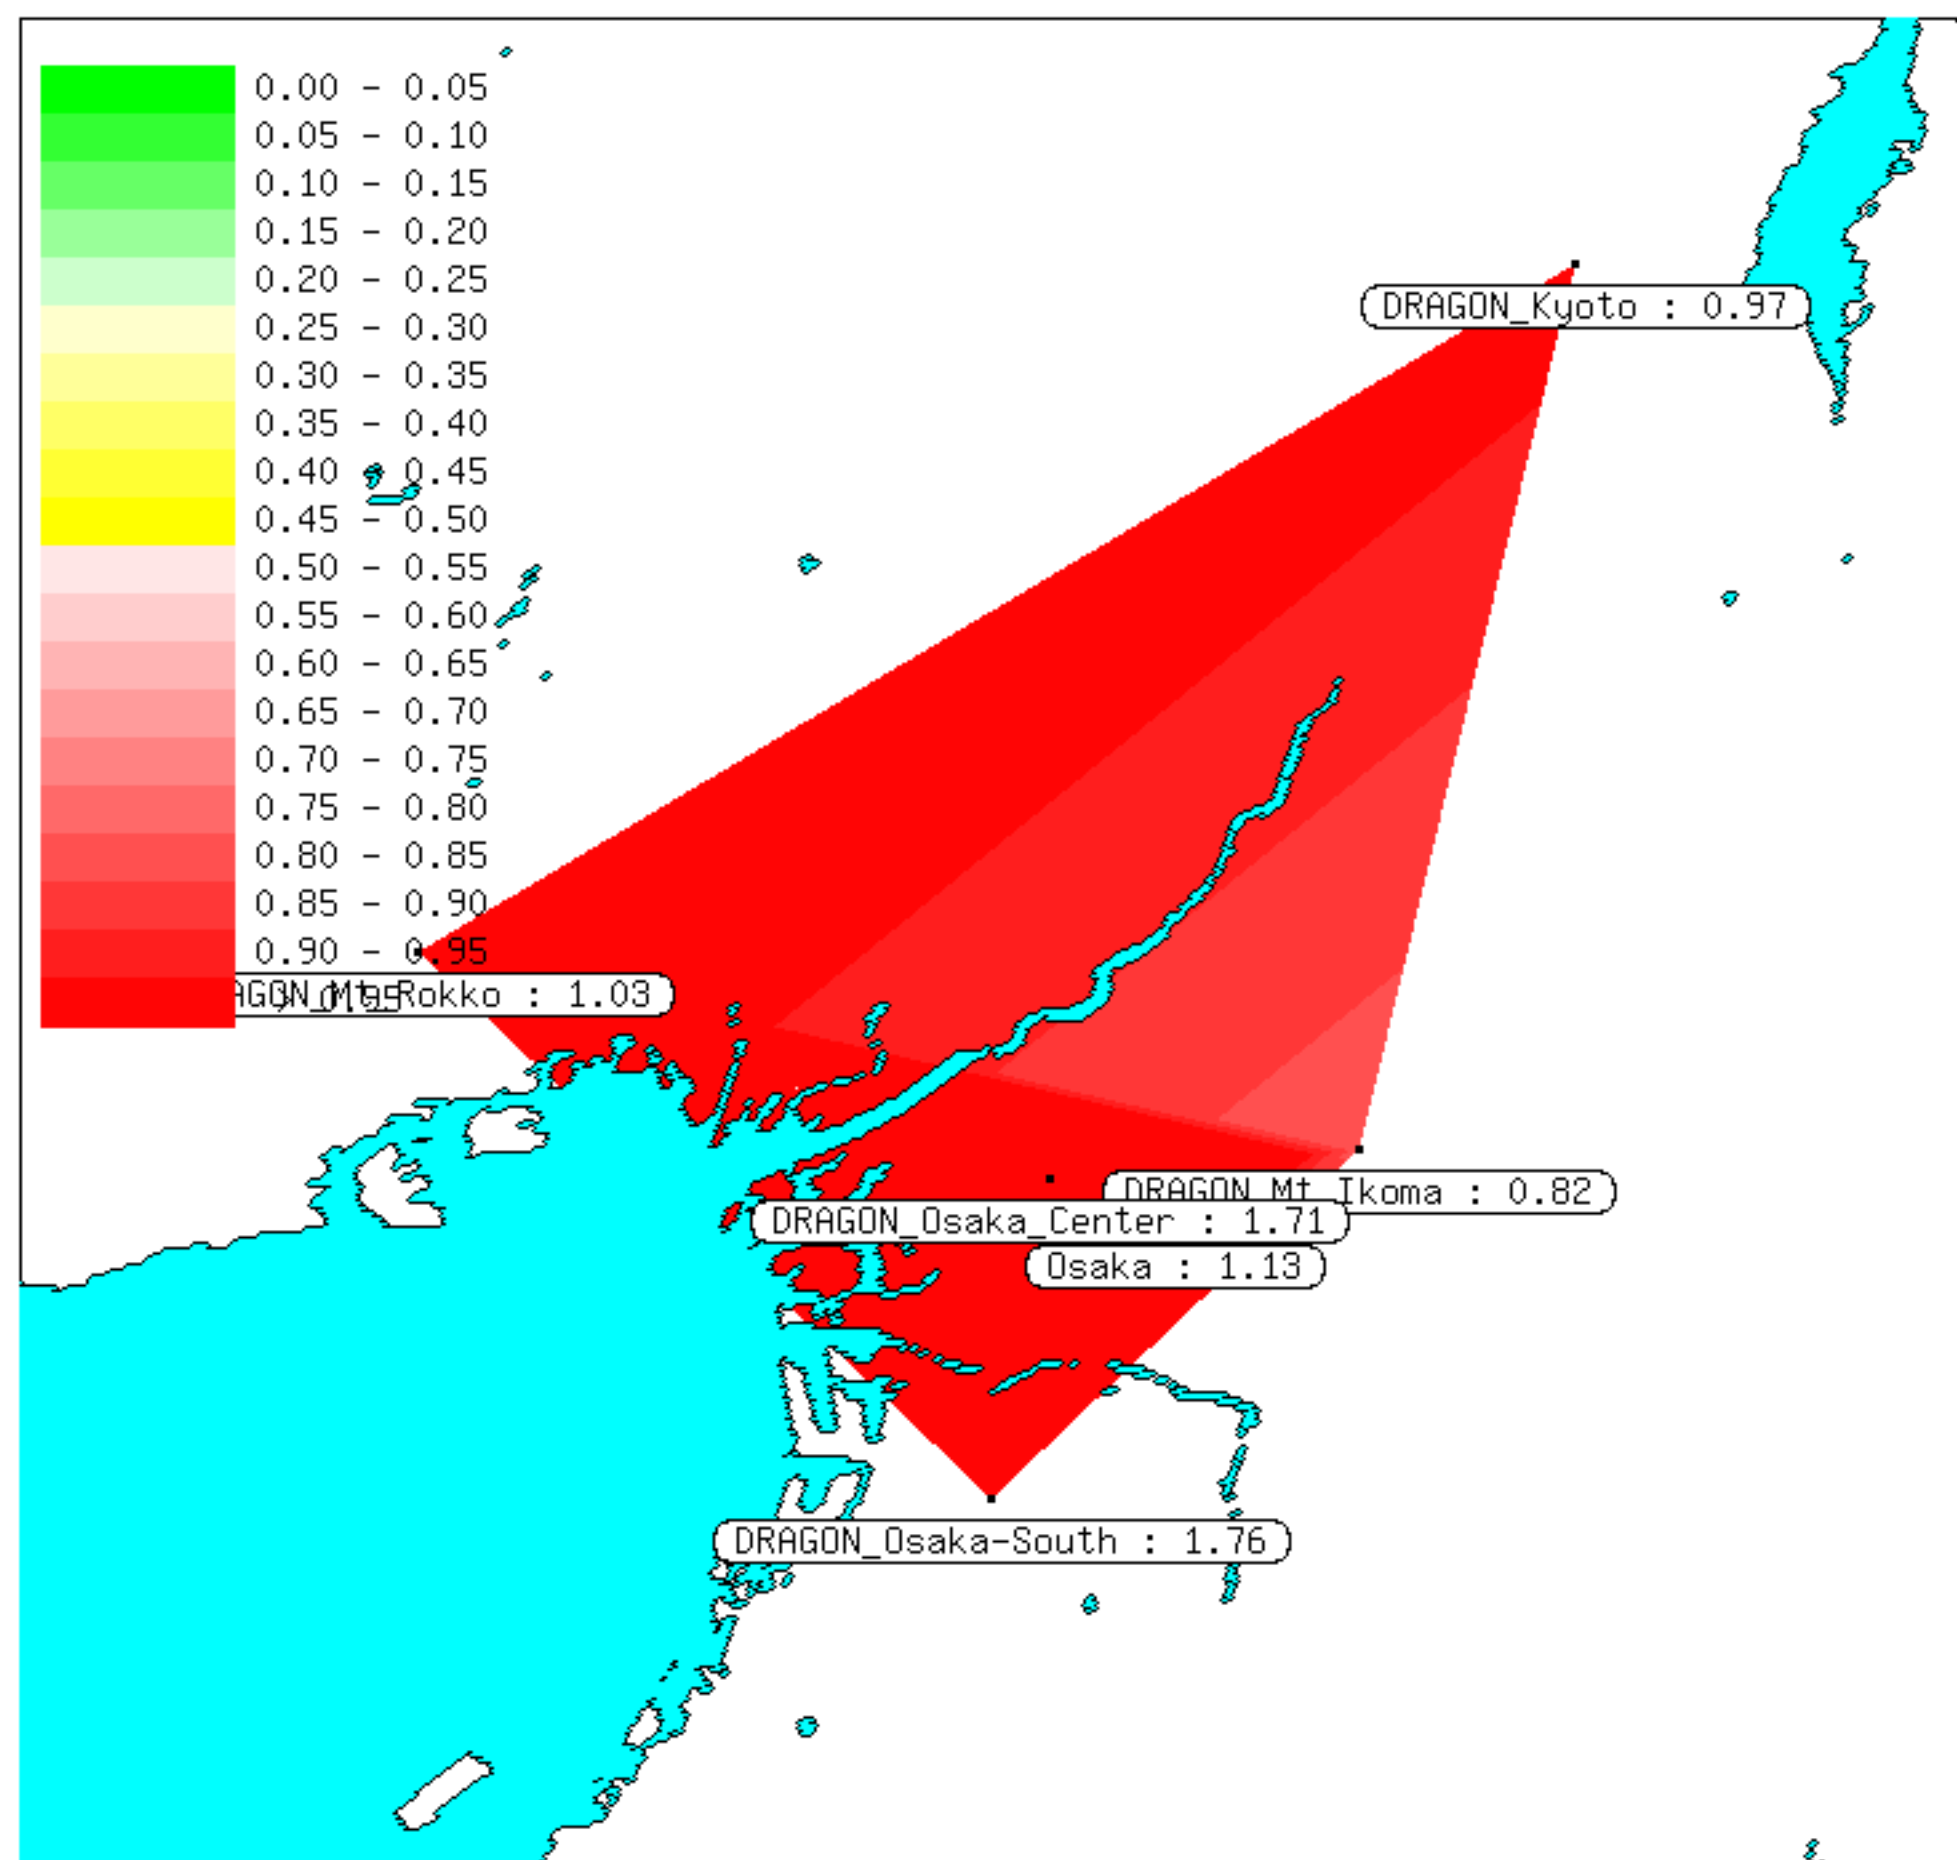 0.00 - 0.05
0.05 - 0.10
0.10 - 0.15
0.15 - 0.20
0.20 - 0.25
0.25 - 0.30
0.30 - 0.35
0.35 - 0.40
0.40 - 0.45
0.45 - 0.50
0.50 - 0.55
0.55 - 0.60
0.60 - 0.65
0.65 - 0.70
0.70 - 0.75
0.75 - 0.80
0.80 - 0.85
0.85 - 0.90
0.90 - 0.95
> 0.95
DRAGON_Kyoto : 0.97
AGON_Mt_Rokko : 1.03
DRAGON_Mt_Ikoma : 0.82
DRAGON_Osaka_Center : 1.71
Osaka : 1.13
DRAGON_Osaka-South : 1.76